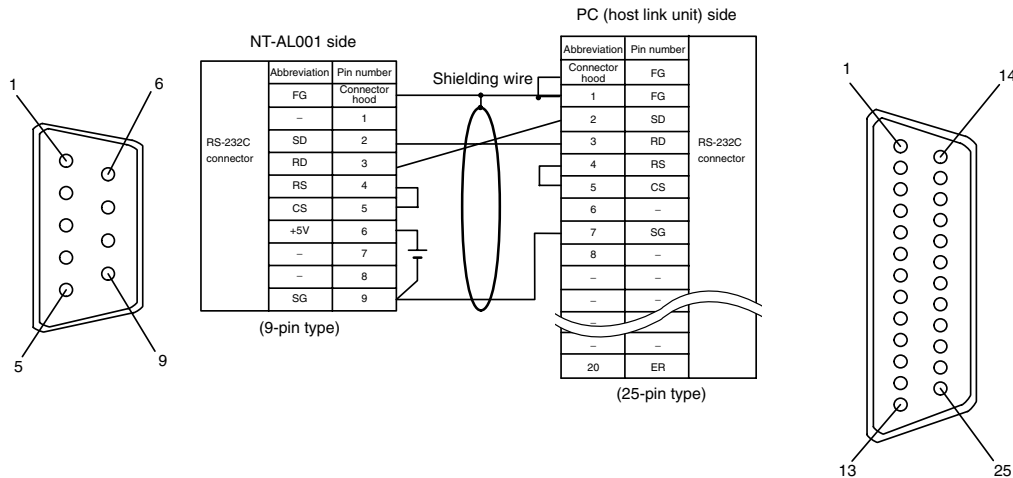 PC (host link unit) side
NT-AL001 side
Abbreviation Pin number
Connector hood FG
1 FG
2 SD
3 RD
4 RS
5 CS
6 –
7 SG
8 –
– –
– –
– –
– –
20 ER
RS-232C connector
(25-pin type)
Abbreviation Pin number
FG Connector hood
– 1
SD 2
RD 3
RS 4
CS 5
+5V 6
– 7
– 8
SG 9
RS-232C connector
(9-pin type)
Shielding wire
1
6
5
9
1
14
13
25